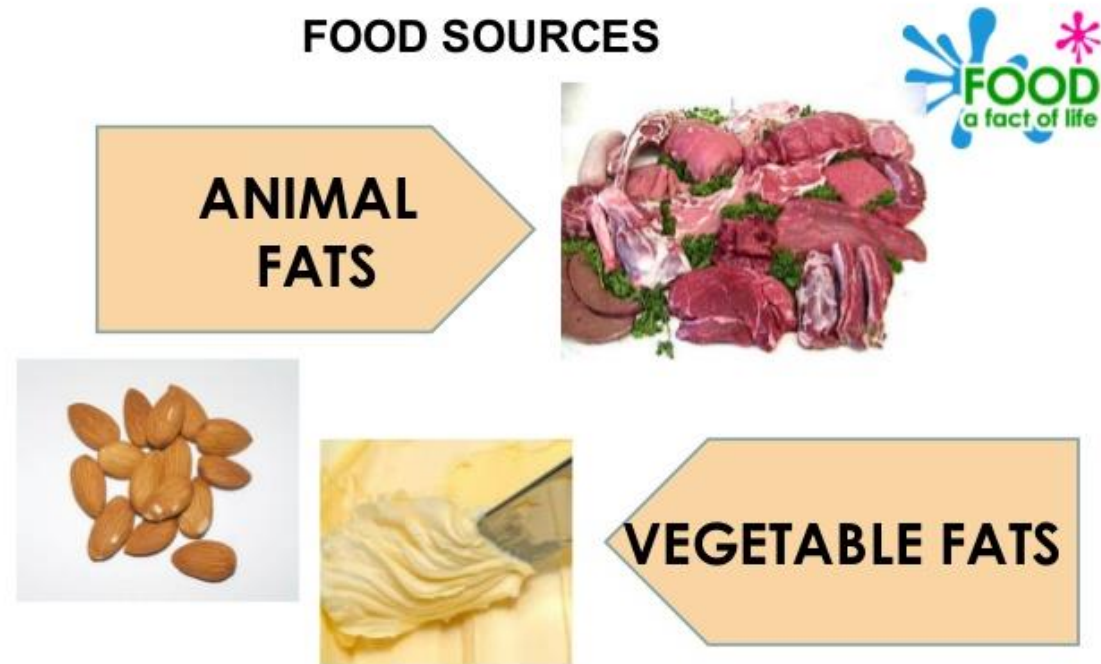 FOOD SOURCES
FOOD
a fact of life
ANIMAL
FATS
VEGETABLE FATS